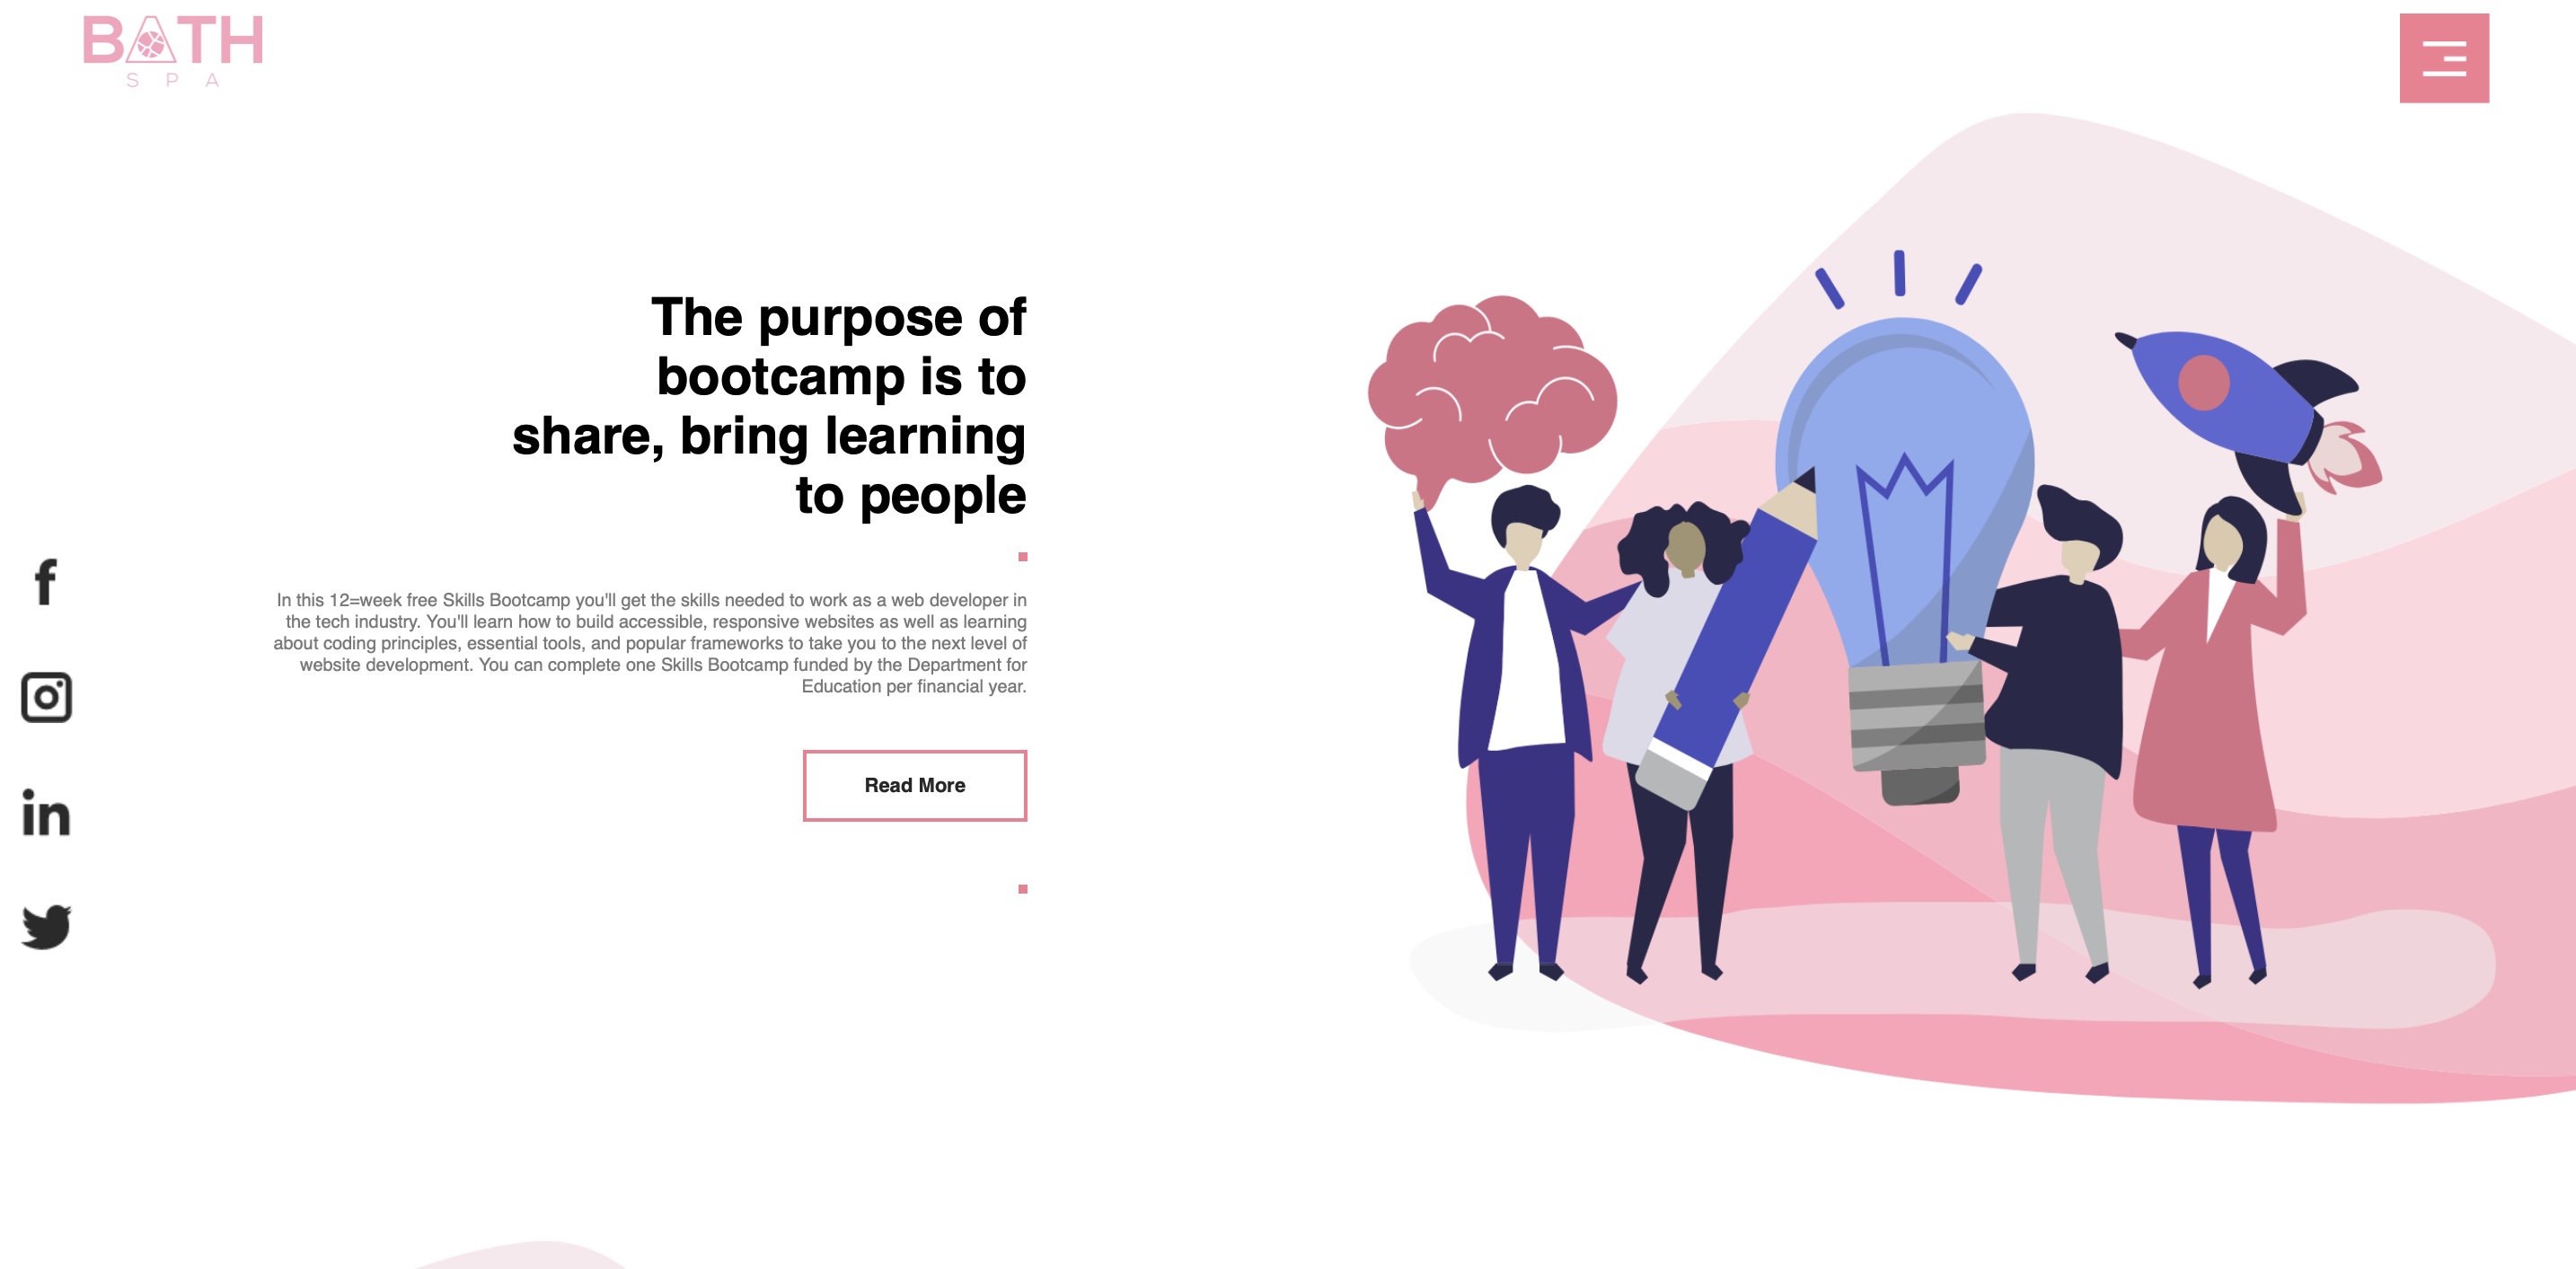 BATH
SPA
The purpose of
bootcamp is to
share, bring learning
to people
In this 12=week free Skills Bootcamp you'll get the skills needed to work as a web developer in
the tech industry. You'll learn how to build accessible, responsive websites as well as learning
about coding principles, essential tools, and popular frameworks to take you to the next level of
website development. You can complete one Skills Bootcamp funded by the Department for
Education per financial year.
Read More